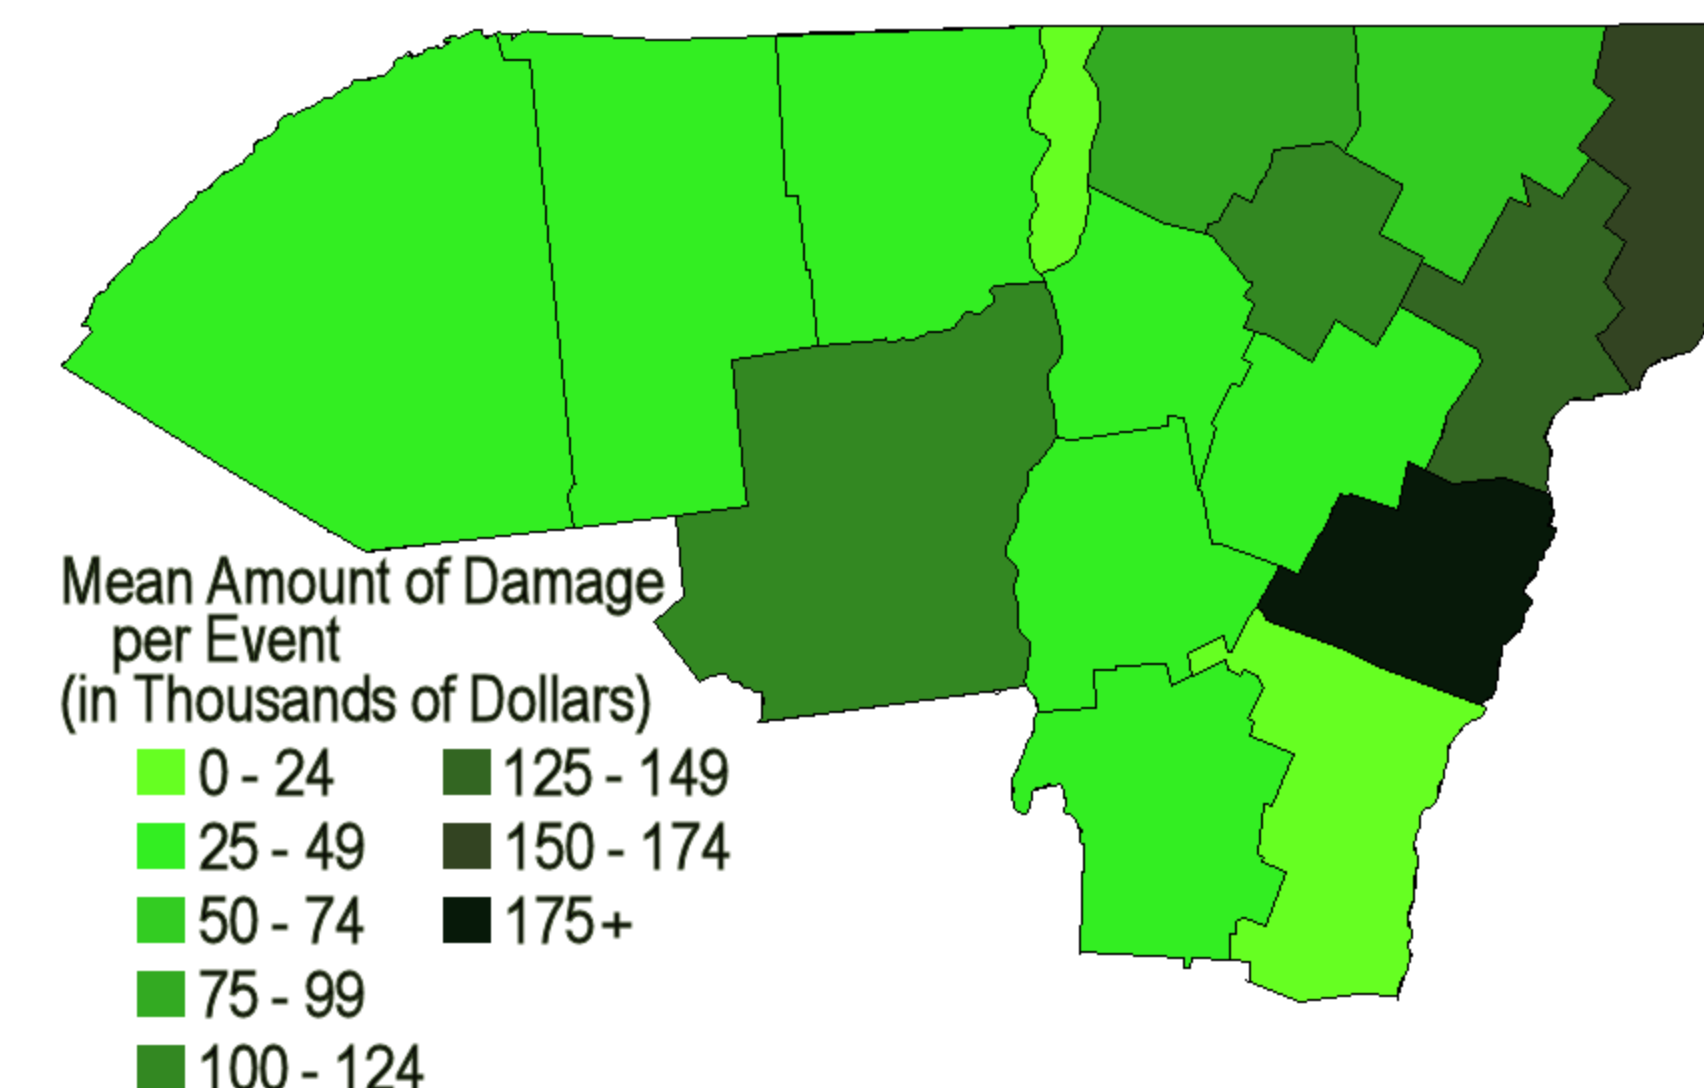 Mean Amount of Damage
per Event
(in Thousands of Dollars)
0 - 24
25 - 49
50 - 74
75 - 99
100 - 124
125 - 149
150 - 174
175+